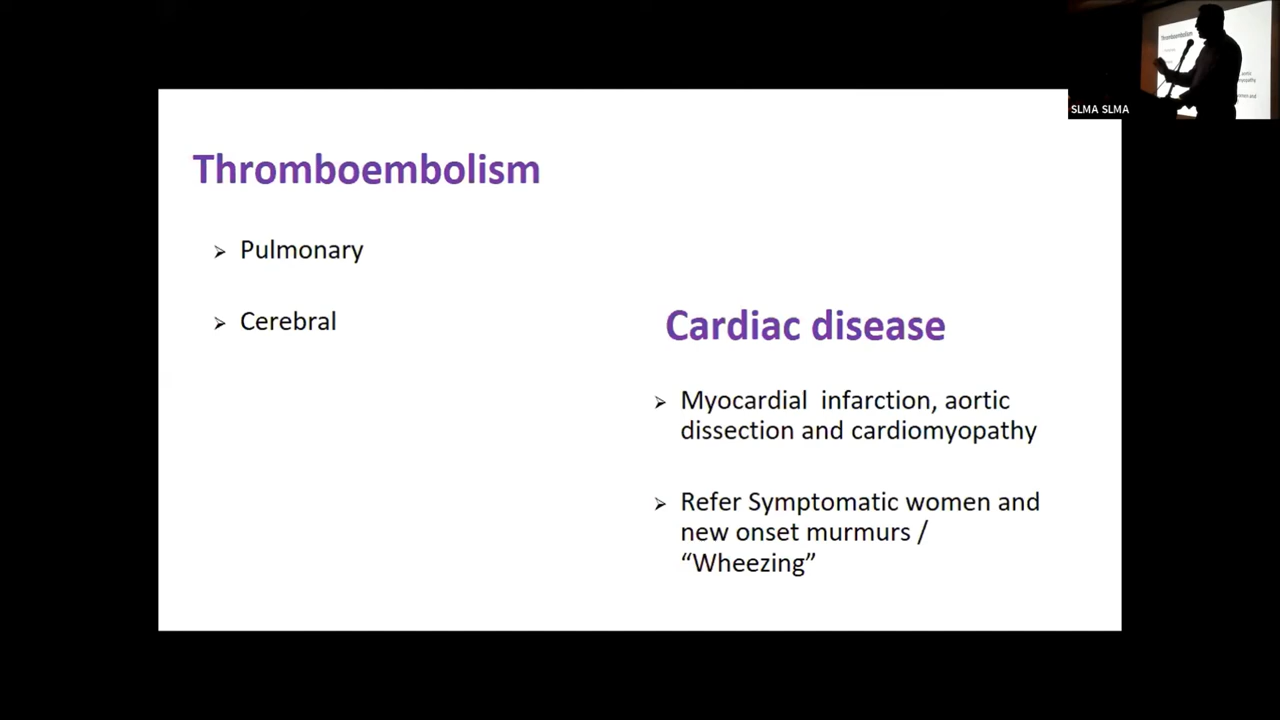 Thromboembolism
Pulmonary
Cerebral
Cardiac disease
Myocardial infarction, aortic
dissection and cardiomyopathy
Refer Symptomatic women and
new onset murmurs /
“Wheezing”
Thromboembolism
SLMA SLMA